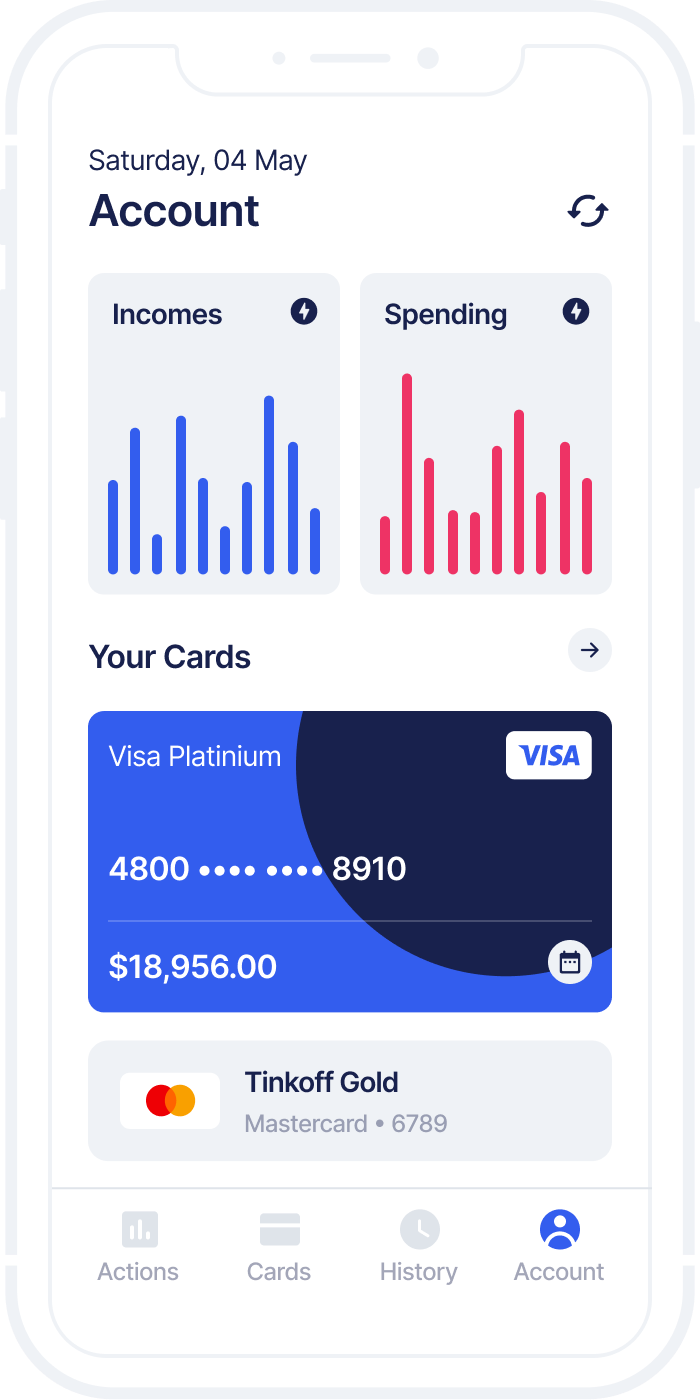 Saturday, 04 May
Account
Incomes
Spending
Your Cards
Visa Platinium
VISA
4800 •••• •••• 8910
$18,956.00
Tinkoff Gold
Mastercard • 6789
Actions
Cards
History
Account